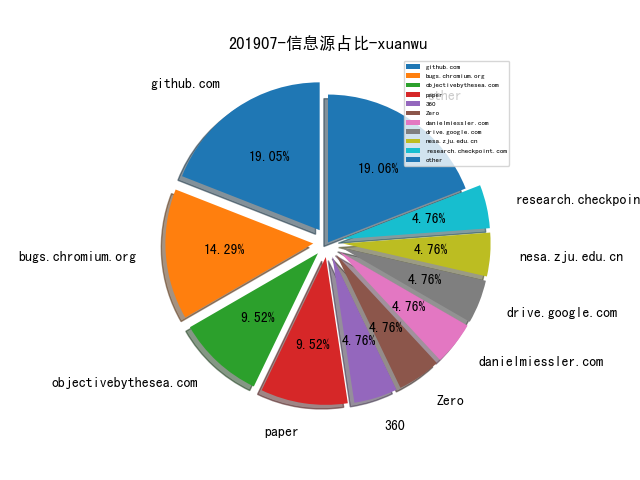 201907-信息源占比-xuanwu
github.com
bugs.chromium.org
objectivebythesea.com
paper
360
Zero
danielmiessler.com
drive.google.com
nesa.zju.edu.cn
research.checkpoint.com
other
other
github.com
19.05%
19.06%
research.checkpoin
4.76%
bugs.chromium.org
14.29%
4.76%
nesa.zju.edu.cn
4.76%
drive.google.com
9.52%
4.76%
objectivebythesea.com
9.52%
4.76%
4.76%
danielmiessler.com
Zero
paper
360